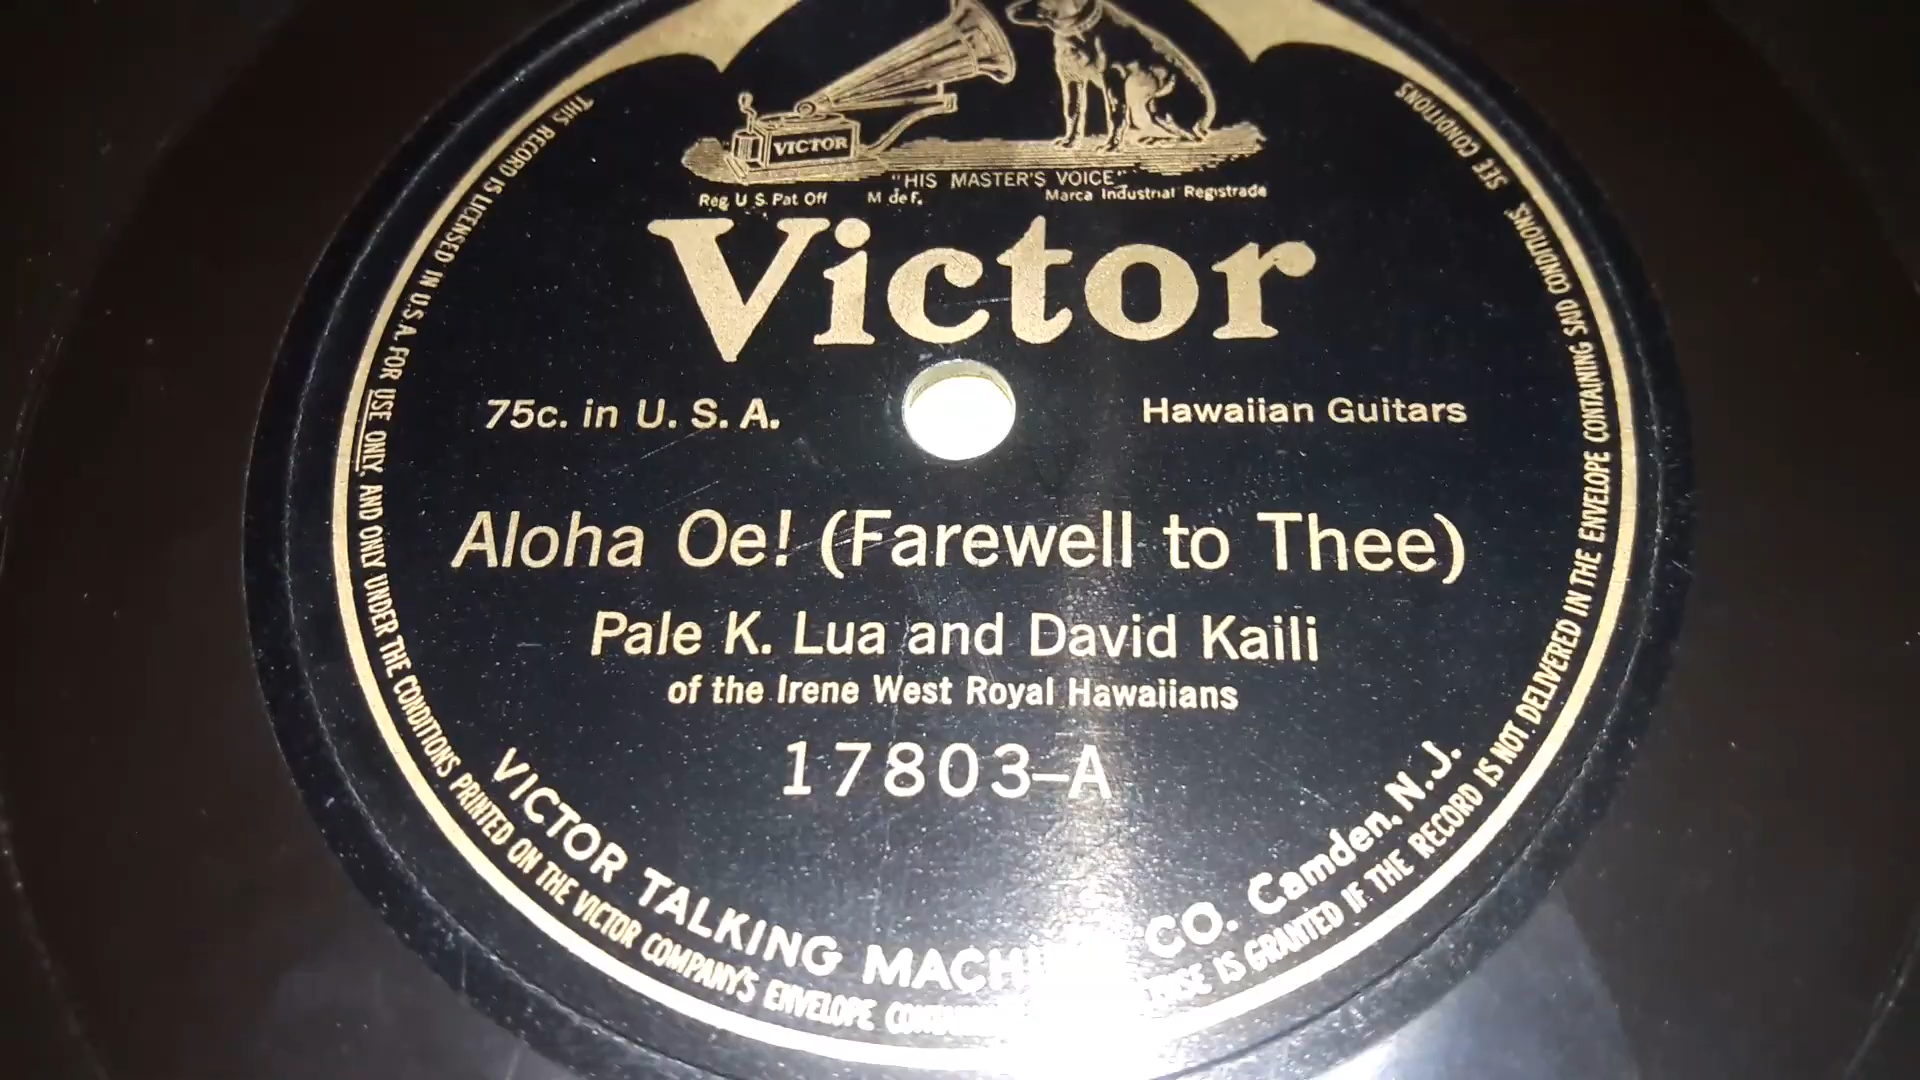 VICTOR
"HIS MASTER'S VOICE"
Reg. U S. Pat Off M de F. Marca Industrial Registrada
Victor
75c. in U. S. A. Hawaiian Guitars
Aloha Oe! (Farewell to Thee)
Pale K. Lua and David Kaili
of the Irene West Royal Hawaiians
17803-A
VICTOR TALKING CO. Camden, N. J.
THIS RECORD IS LICENSED IN U.S.A. FOR USE ONLY, AND ONLY UNDER THE CONDITIONS PRINTED ON THE VICTOR COMPANY'S ENVELOPE IS GRANTED IF THE RECORD IS NOT DELIVERED IN THE ENVELOPE CONTAINING SAID CONDITIONS. SEE CONDITIONS